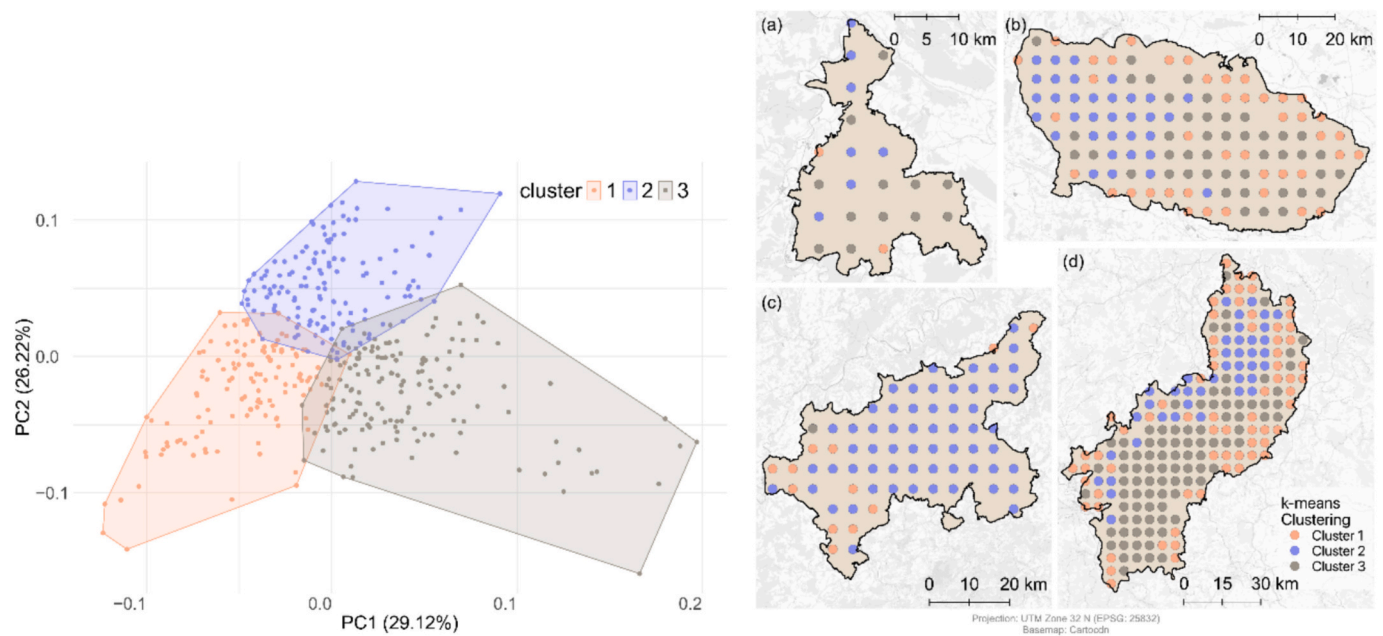 cluster 1 2 3
0.1
0.0
−0.1
PC2 (26.22%)
−0.1
0.0
0.1
0.2
PC1 (29.12%)
(a)
0 5 10 km
(b)
0 10 20 km
(c)
0 10 20 km
(d)
k-means
Clustering
Cluster 1
Cluster 2
Cluster 3
0 15 30 km
Projection: UTM Zone 32 N (EPSG: 25832)
Basemap: Cartocdn